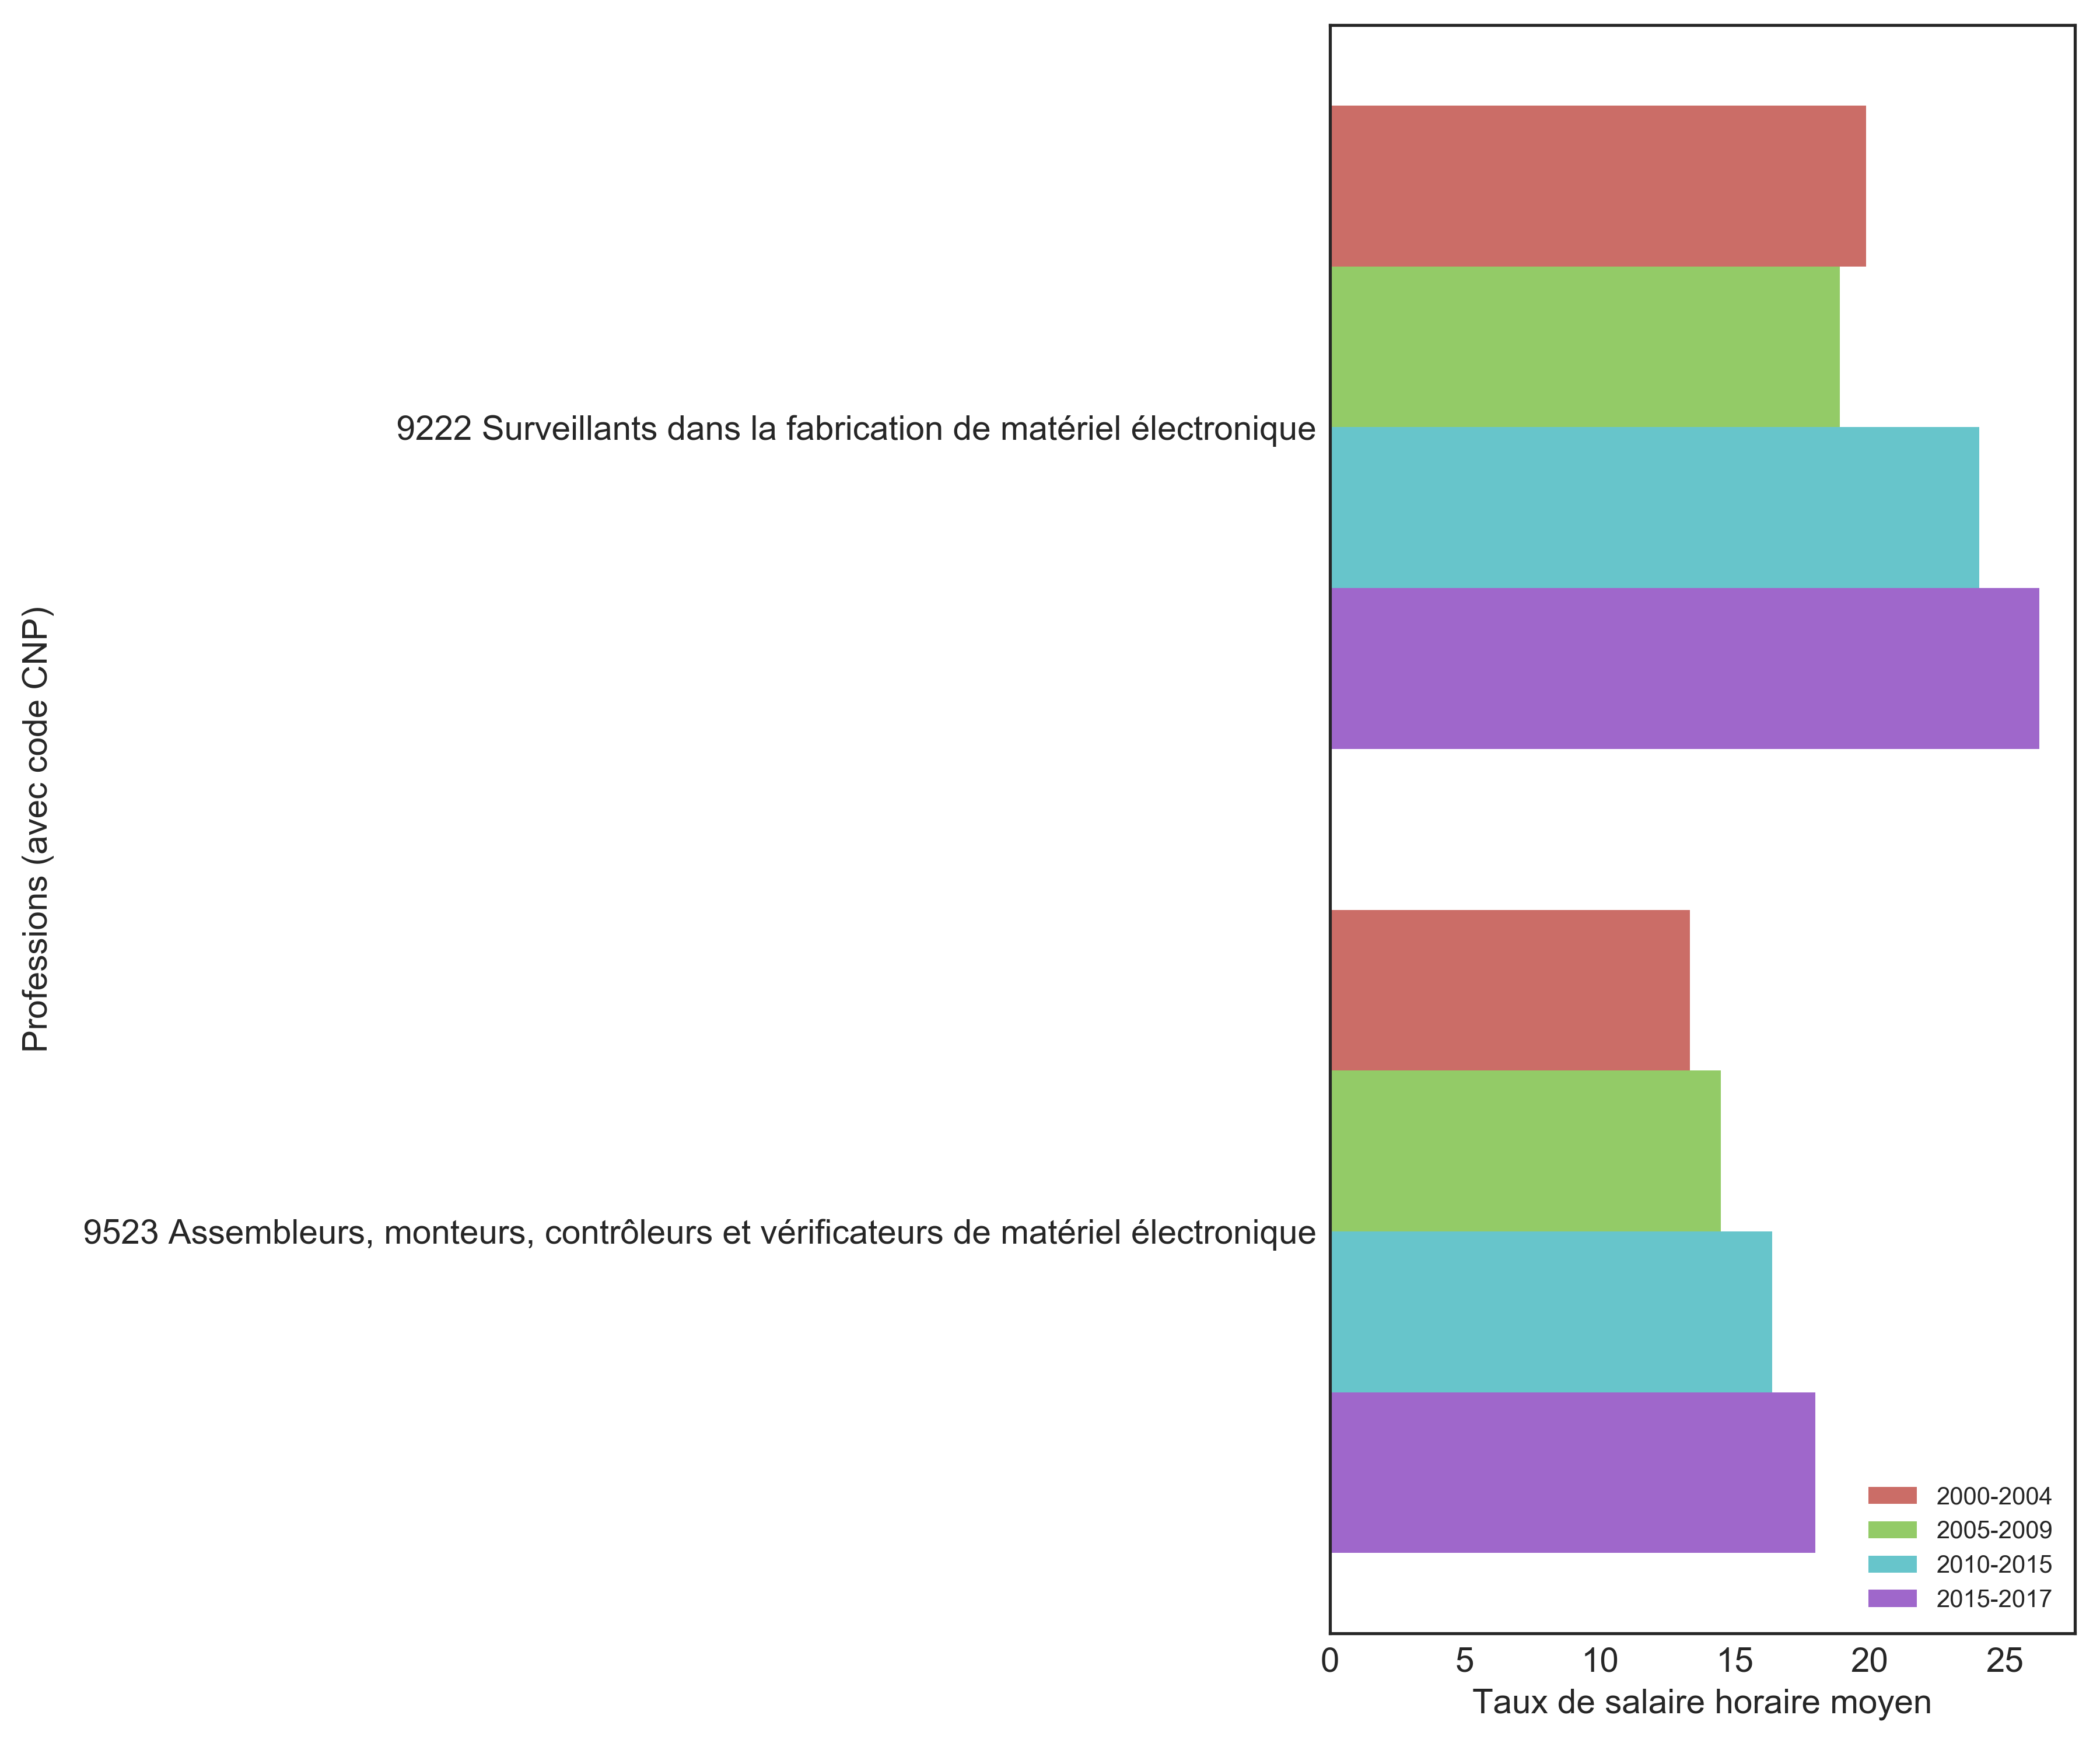 Professions (avec code CNP)
9222 Surveillants dans la fabrication de matériel électronique
9523 Assembleurs, monteurs, contrôleurs et vérificateurs de matériel électronique
2000-2004
2005-2009
2010-2015
2015-2017
0 5 10 15 20 25
Taux de salaire horaire moyen